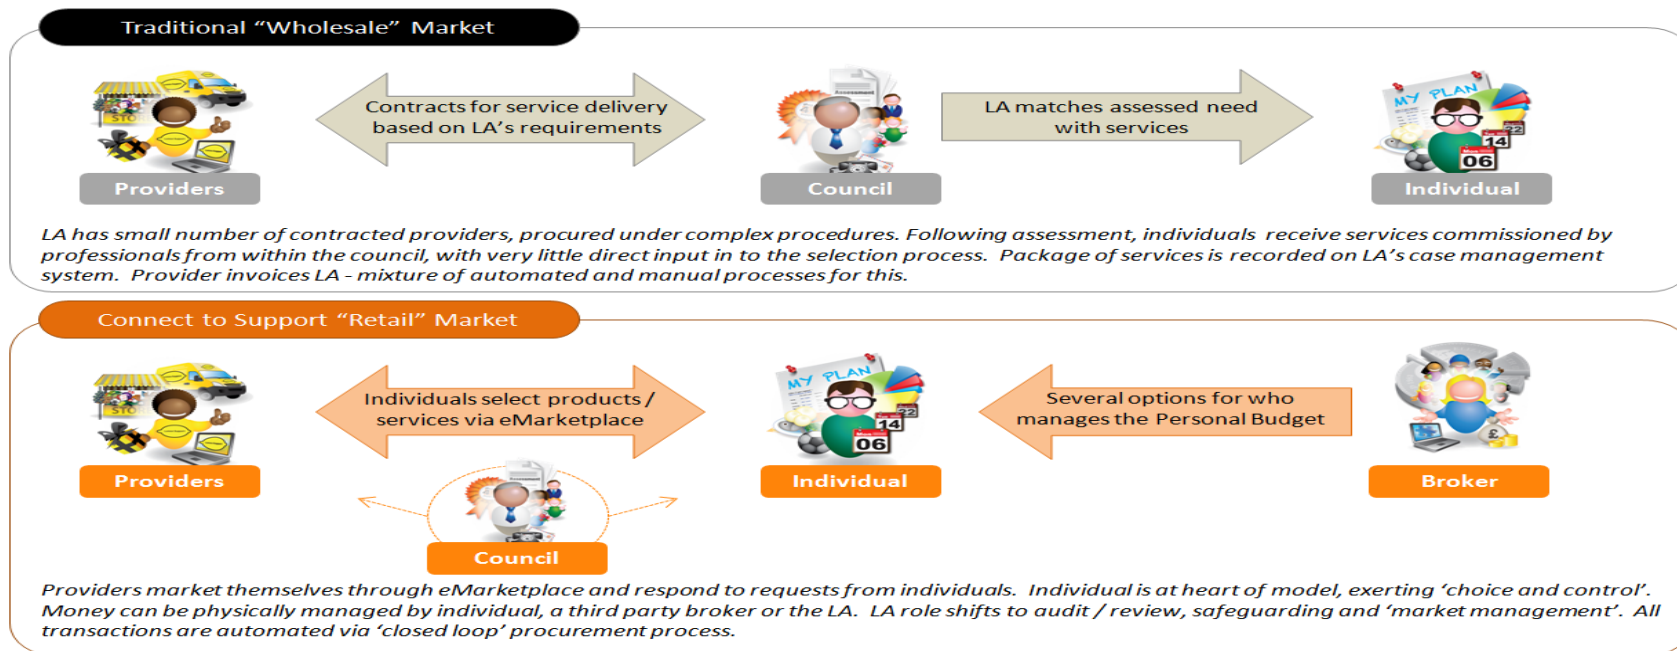 Traditional “Wholesale” Market
Contracts for service delivery
based on LA’s requirements
LA matches assessed need
with services
Assessment
MY PLAN
22
14
06
STO
Providers
Council
Individual
LA has small number of contracted providers, procured under complex procedures. Following assessment, individuals receive services commissioned by
professionals from within the council, with very little direct input in to the selection process. Package of services is recorded on LA’s case management
system. Provider invoices LA - mixture of automated and manual processes for this.
Connect to Support “Retail” Market
Individuals select products /
services via eMarketplace
MY PLAN
22
14
06
STO
Several options for who
manages the Personal Budget
£
Providers
Individual
Broker
Assessment
Council
Providers market themselves through eMarketplace and respond to requests from individuals. Individual is at heart of model, exerting ‘choice and control’.
Money can be physically managed by individual, a third party broker or the LA. LA role shifts to audit / review, safeguarding and ‘market management’. All
transactions are automated via ‘closed loop’ procurement process.